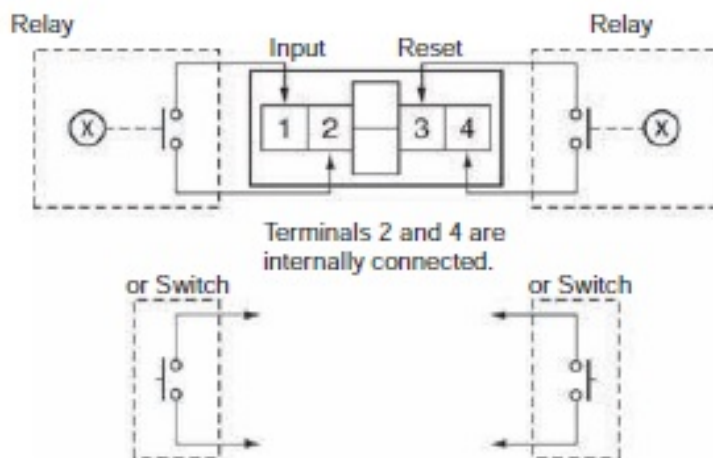 Relay
Relay
Input
Reset
X
1
2
3
4
X
Terminals 2 and 4 are
internally connected.
or Switch
or Switch